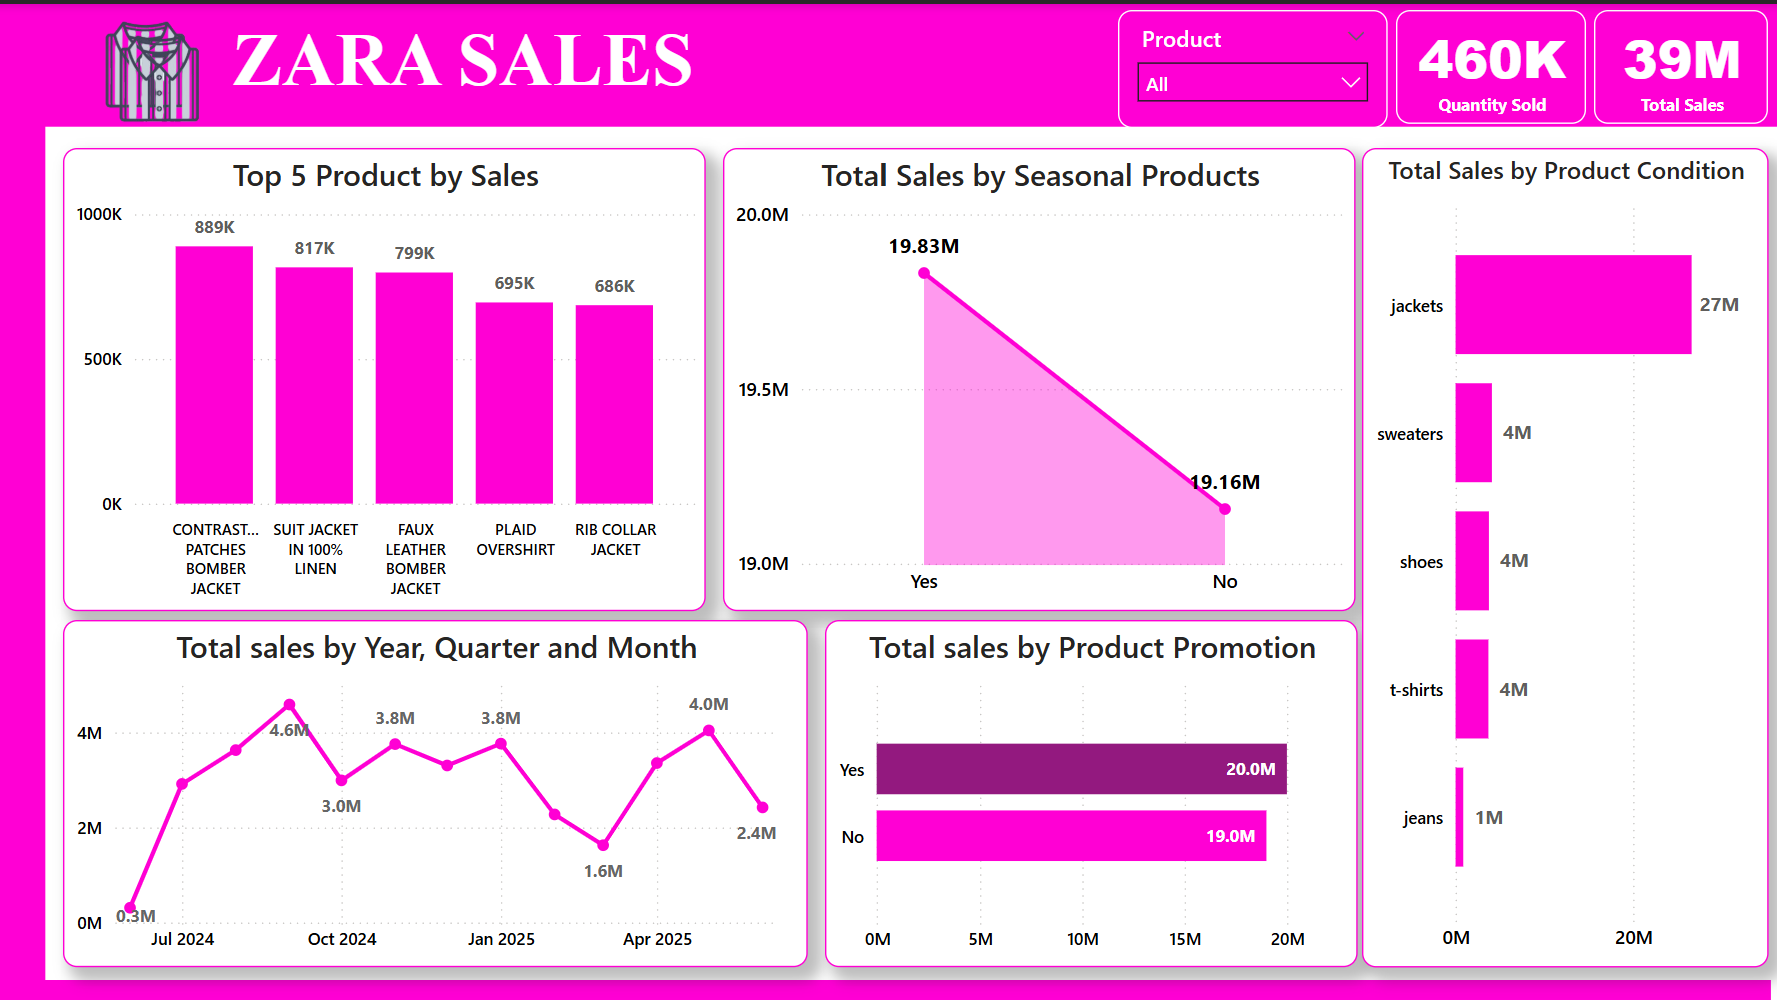 ZARA SALES
Product
All
460K
Quantity Sold
39M
Total Sales
Top 5 Product by Sales
1000K
500K
0K
889K
817K
799K
695K
686K
CONTRAST...
PATCHES
BOMBER
JACKET
SUIT JACKET
IN 100%
LINEN
FAUX
LEATHER
BOMBER
JACKET
PLAID
OVERSHIRT
RIB COLLAR
JACKET
Total Sales by Seasonal Products
20.0M
19.5M
19.0M
19.83M
19.16M
Yes
No
Total Sales by Product Condition
jackets
27M
sweaters
4M
shoes
4M
t-shirts
4M
jeans
1M
0M
20M
Total sales by Year, Quarter and Month
4M
2M
0M
0.3M
4.6M
3.0M
3.8M
3.8M
1.6M
4.0M
2.4M
Jul 2024
Oct 2024
Jan 2025
Apr 2025
Total sales by Product Promotion
Yes
20.0M
No
19.0M
0M
5M
10M
15M
20M